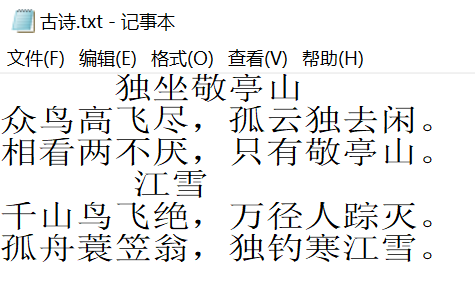 古诗.txt - 记事本
文件(F) 编辑(E) 格式(O) 查看(V) 帮助(H)
独坐敬亭山
众鸟高飞尽，孤云独去闲。
相看两不厌，只有敬亭山。
江雪
千山鸟飞绝，万径人踪灭。
孤舟蓑笠翁，独钓寒江雪。